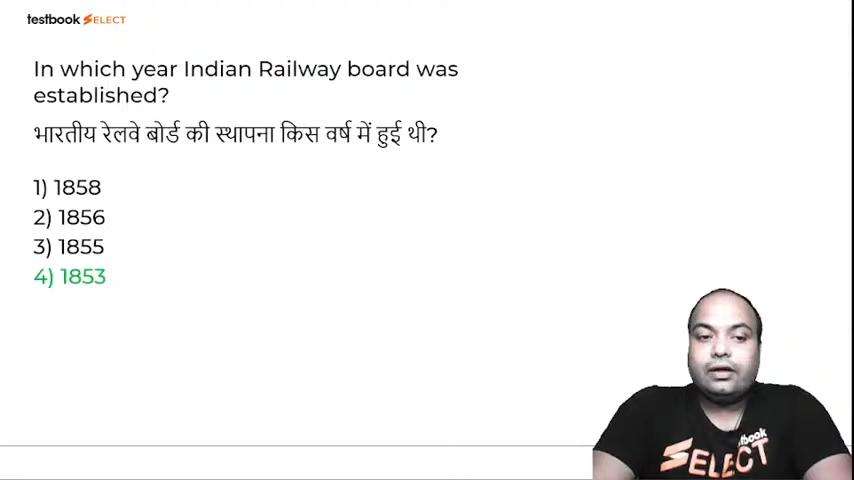 testbook SELECT
In which year Indian Railway board was
established?
भारतीय रेलवे बोर्ड की स्थापना किस वर्ष में हुई थी?
1) 1858
2) 1856
3) 1855
4) 1853
SELECT